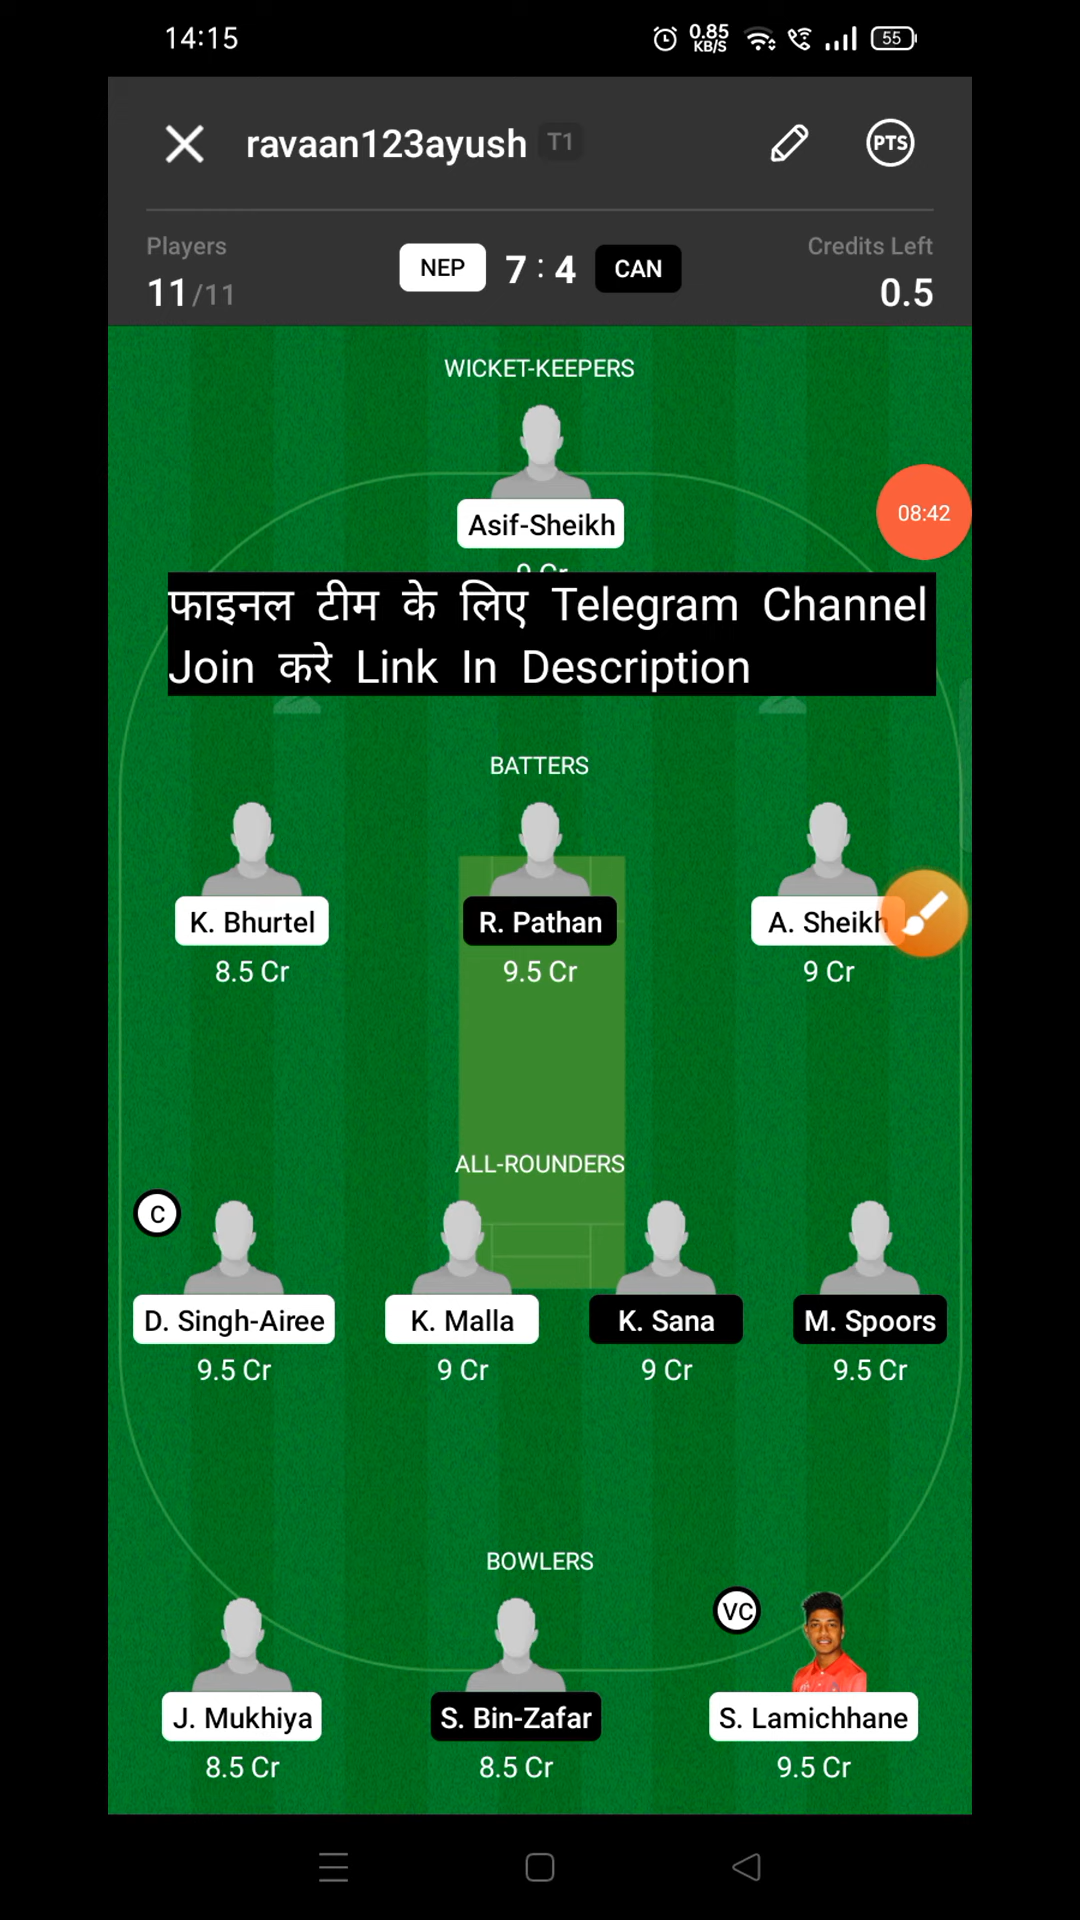 14:15 0.85 KB/S 55
ravaan123ayush T1 PTS
Players NEP 7 : 4 CAN Credits Left
11/11 0.5
WICKET-KEEPERS
08:42
Asif-Sheikh
फाइनल टीम के लिए Telegram Channel
Join करे Link In Description
BATTERS
K. Bhurtel R. Pathan A. Sheikh
8.5 Cr 9.5 Cr 9 Cr
ALL-ROUNDERS
C
D. Singh-Airee K. Malla K. Sana M. Spoors
9.5 Cr 9 Cr 9 Cr 9.5 Cr
BOWLERS
VC
J. Mukhiya S. Bin-Zafar S. Lamichhane
8.5 Cr 8.5 Cr 9.5 Cr